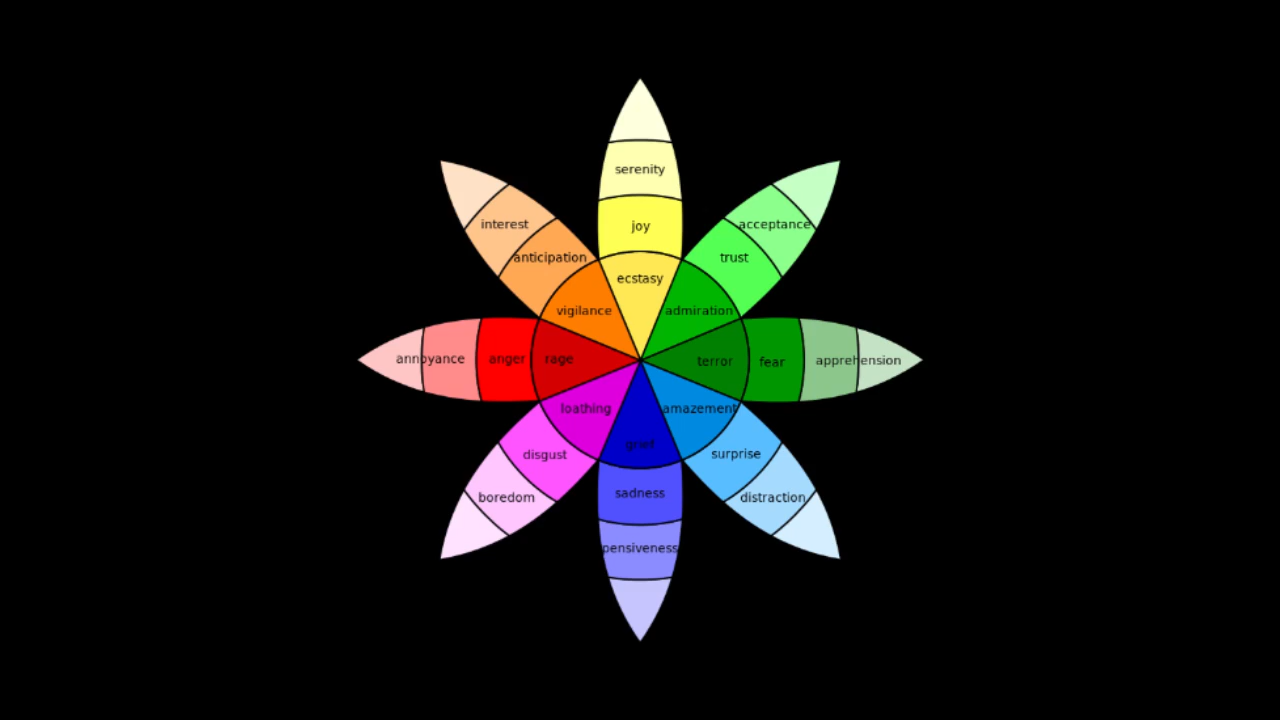 serenity
interest
joy
acceptance
anticipation
trust
ecstasy
vigilance
admiration
annoyance
anger
rage
terror
fear
apprehension
loathing
amazement
grief
disgust
surprise
sadness
boredom
distraction
pensiveness